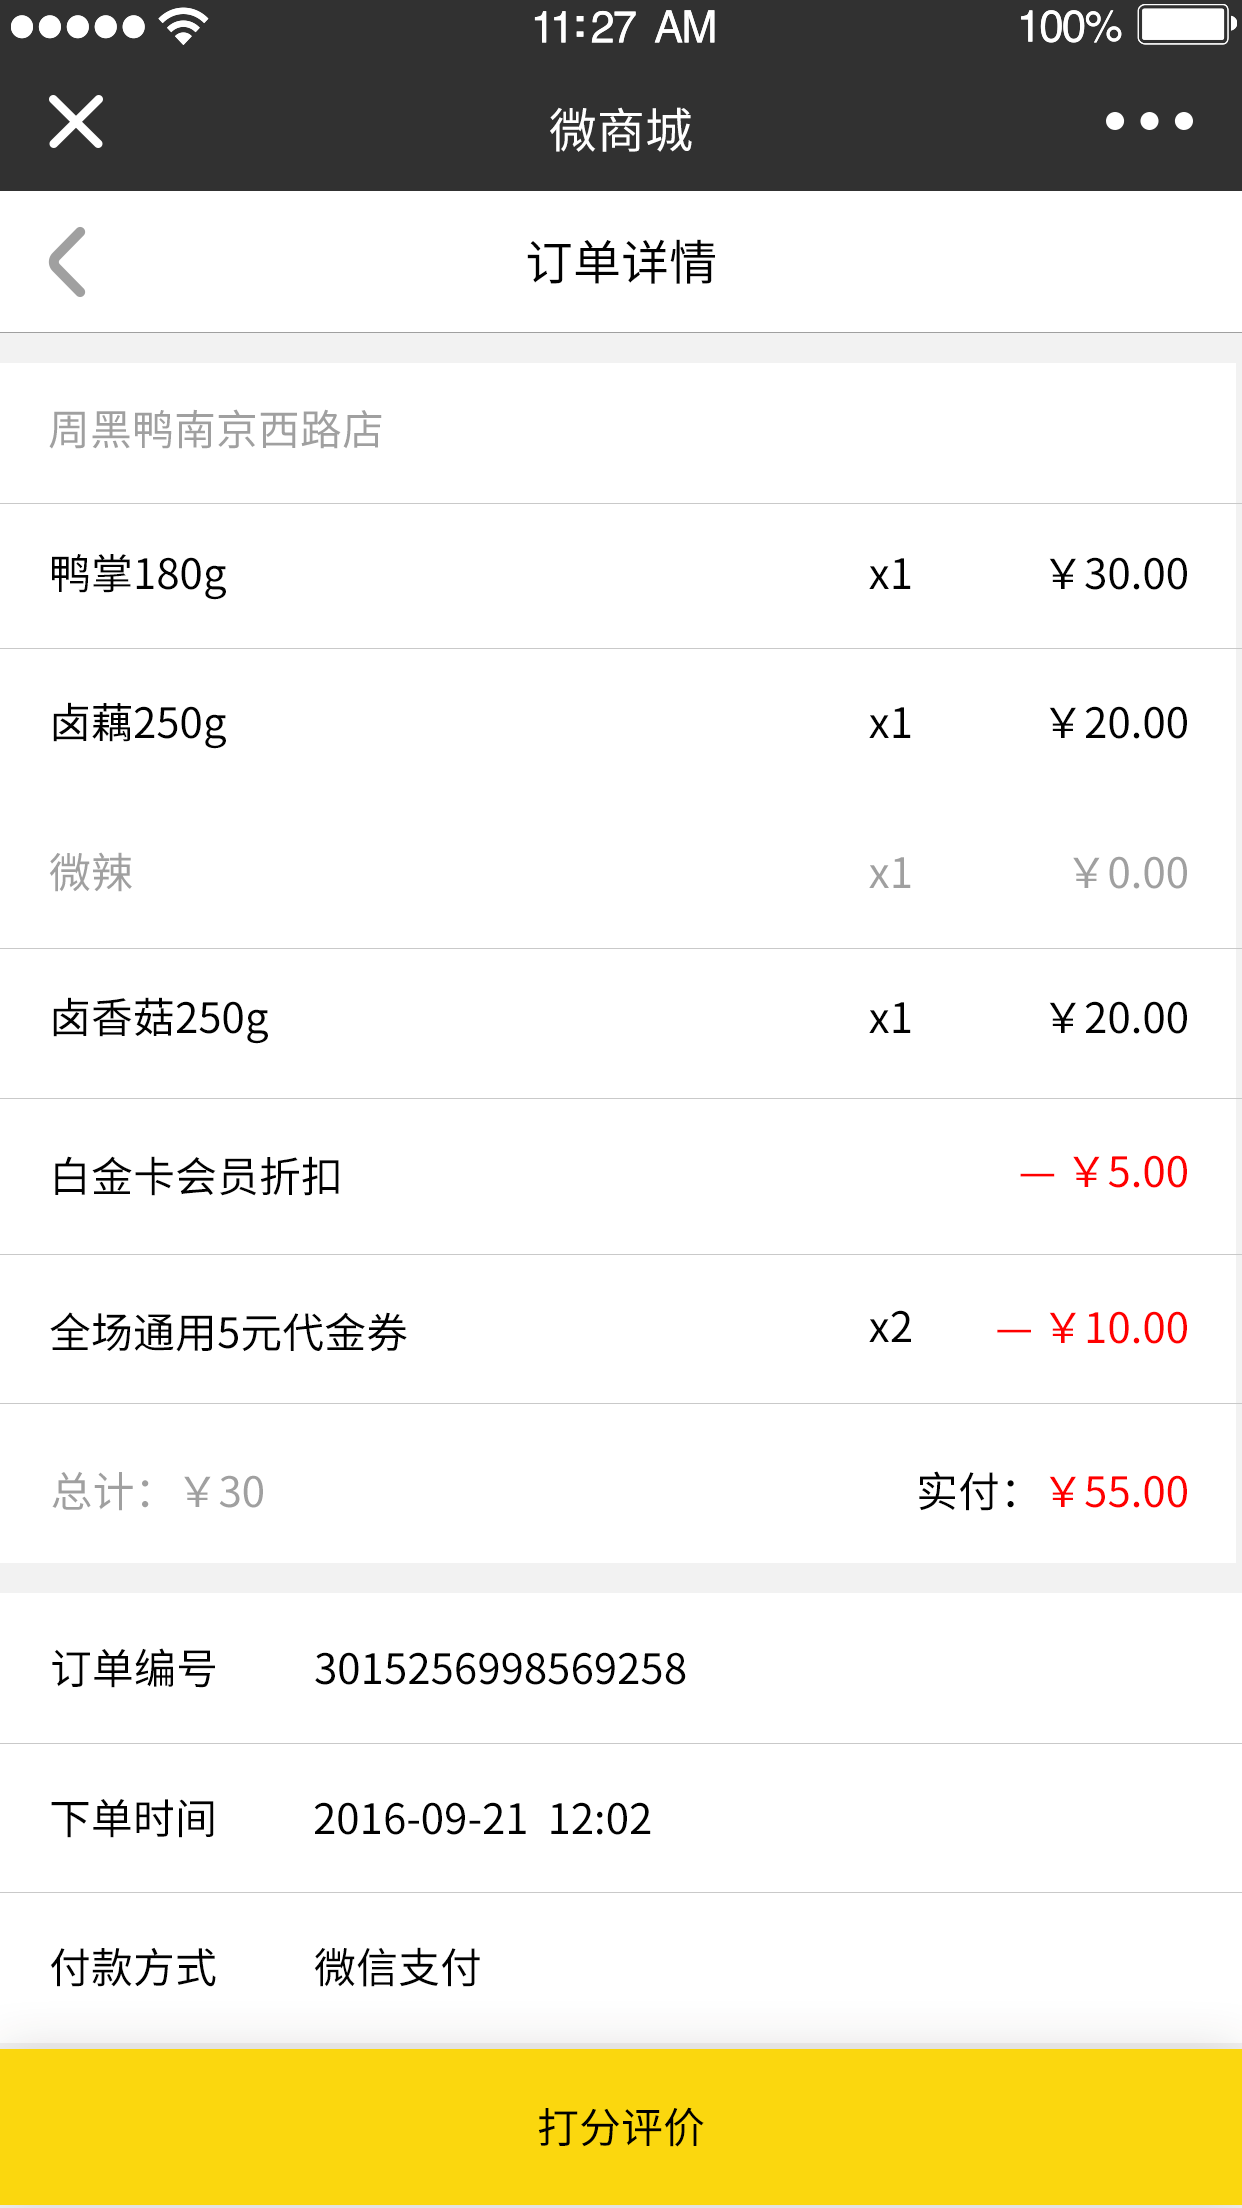 11:27 AM 100%
微商城
订单详情
周黑鸭南京西路店
鸭掌180g x1 ￥30.00
卤藕250g x1 ￥20.00
微辣 x1 ￥0.00
卤香菇250g x1 ￥20.00
白金卡会员折扣 — ￥5.00
全场通用5元代金券 x2 — ￥10.00
总计：￥30 实付：￥55.00
订单编号 3015256998569258
下单时间 2016-09-21 12:02
付款方式 微信支付
打分评价